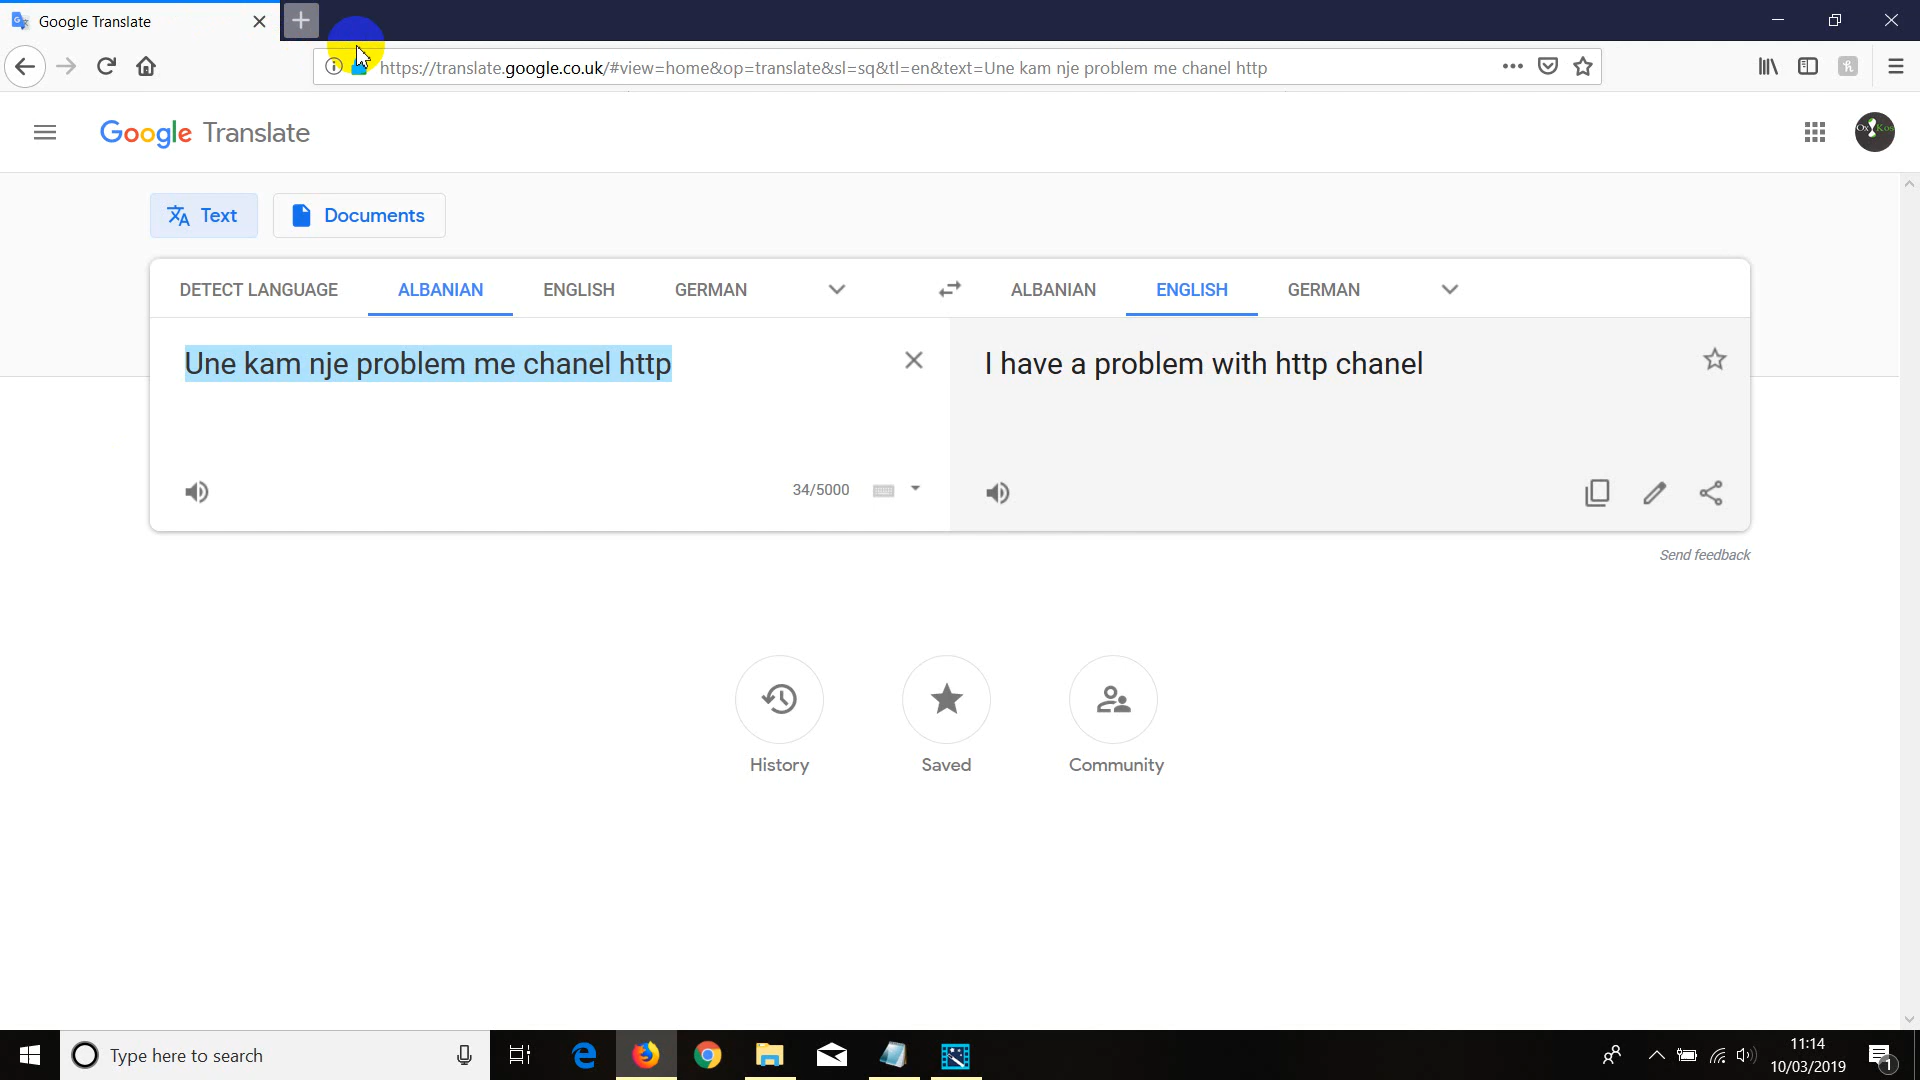 Google Translate
https://translate.google.co.uk/#view=home&op=translate&sl=sq&tl=en&text=Une kam nje problem me chanel http
Google Translate
Text
Documents
DETECT LANGUAGE ALBANIAN ENGLISH GERMAN
ALBANIAN ENGLISH GERMAN
Une kam nje problem me chanel http
I have a problem with http chanel
34/5000
Send feedback
History
Saved
Community
Type here to search
11:14
10/03/2019
1